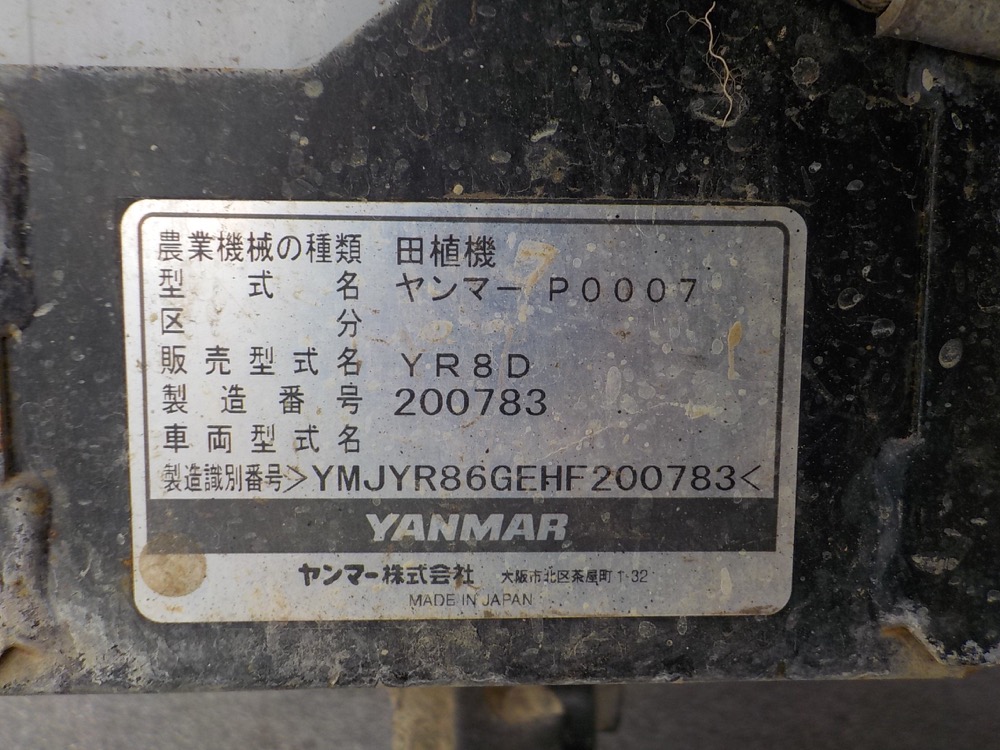 農業機械の種類 田植機
型式名 ヤンマー P0007
区分
販売型式名 YR8D
製造番号 200783
車両型式名
製造識別番号>YMJYR86GEHF200783<
YANMAR
ヤンマー株式会社 大阪市北区茶屋町1-32
MADE IN JAPAN